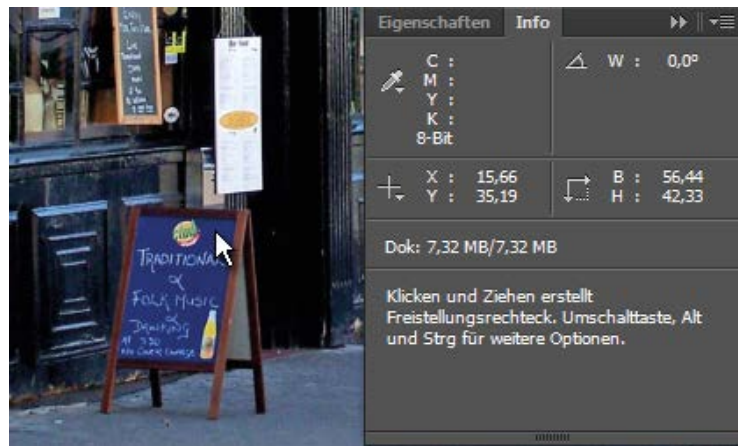 Eigenschaften Info
C :
M :
Y :
K :
8-Bit
W : 0,0°
X : 15,66
Y : 35,19
B : 56,44
H : 42,33
Dok: 7,32 MB/7,32 MB
Klicken und Ziehen erstellt
Freistellungsrechteck. Umschalttaste, Alt
und Strg für weitere Optionen.
TRADITIONAL
&
FOLK MUSIC
&
DRINKING